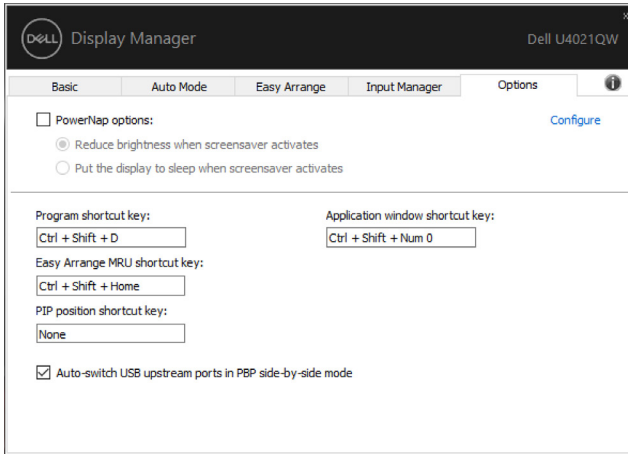 DELL Display Manager
Dell U4021QW
Basic Auto Mode Easy Arrange Input Manager Options
PowerNap options:
Configure
Reduce brightness when screensaver activates
Put the display to sleep when screensaver activates
Program shortcut key:
Application window shortcut key:
Ctrl + Shift + D
Ctrl + Shift + Num 0
Easy Arrange MRU shortcut key:
Ctrl + Shift + Home
PIP position shortcut key:
None
Auto-switch USB upstream ports in PBP side-by-side mode